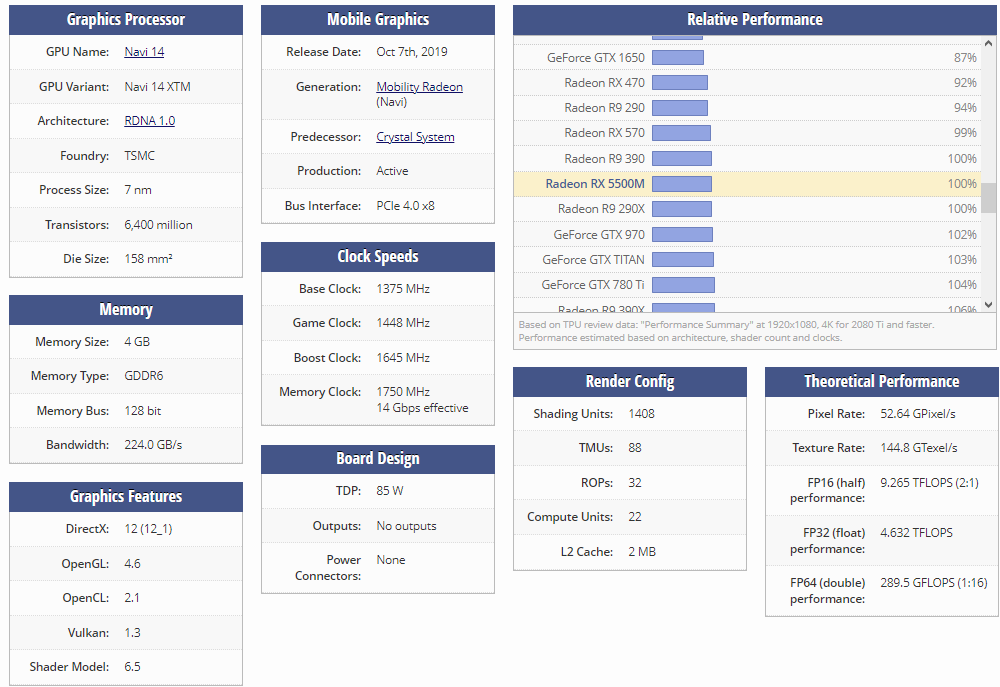 Graphics Processor
GPU Name: Navi 14
GPU Variant: Navi 14 XTM
Architecture: RDNA 1.0
Foundry: TSMC
Process Size: 7 nm
Transistors: 6,400 million
Die Size: 158 mm²
Memory
Memory Size: 4 GB
Memory Type: GDDR6
Memory Bus: 128 bit
Bandwidth: 224.0 GB/s
Graphics Features
DirectX: 12 (12_1)
OpenGL: 4.6
OpenCL: 2.1
Vulkan: 1.3
Shader Model: 6.5
Mobile Graphics
Release Date: Oct 7th, 2019
Generation: Mobility Radeon
(Navi)
Predecessor: Crystal System
Production: Active
Bus Interface: PCIe 4.0 x8
Clock Speeds
Base Clock: 1375 MHz
Game Clock: 1448 MHz
Boost Clock: 1645 MHz
Memory Clock: 1750 MHz
14 Gbps effective
Board Design
TDP: 85 W
Outputs: No outputs
Power None
Connectors:
Relative Performance
GeForce GTX 1650 87%
Radeon RX 470 92%
Radeon R9 290 94%
Radeon RX 570 99%
Radeon R9 390 100%
Radeon RX 5500M 100%
Radeon R9 290X 100%
GeForce GTX 970 102%
GeForce GTX TITAN 103%
GeForce GTX 780 Ti 104%
Radeon R9 390X 106%
Based on TPU review data: "Performance Summary" at 1920x1080, 4K for 2080 Ti and faster.
Performance estimated based on architecture, shader count and clocks.
Render Config
Shading Units: 1408
TMUs: 88
ROPs: 32
Compute Units: 22
L2 Cache: 2 MB
Theoretical Performance
Pixel Rate: 52.64 GPixel/s
Texture Rate: 144.8 GTexel/s
FP16 (half) 9.265 TFLOPS (2:1)
performance:
FP32 (float) 4.632 TFLOPS
performance:
FP64 (double) 289.5 GFLOPS (1:16)
performance: